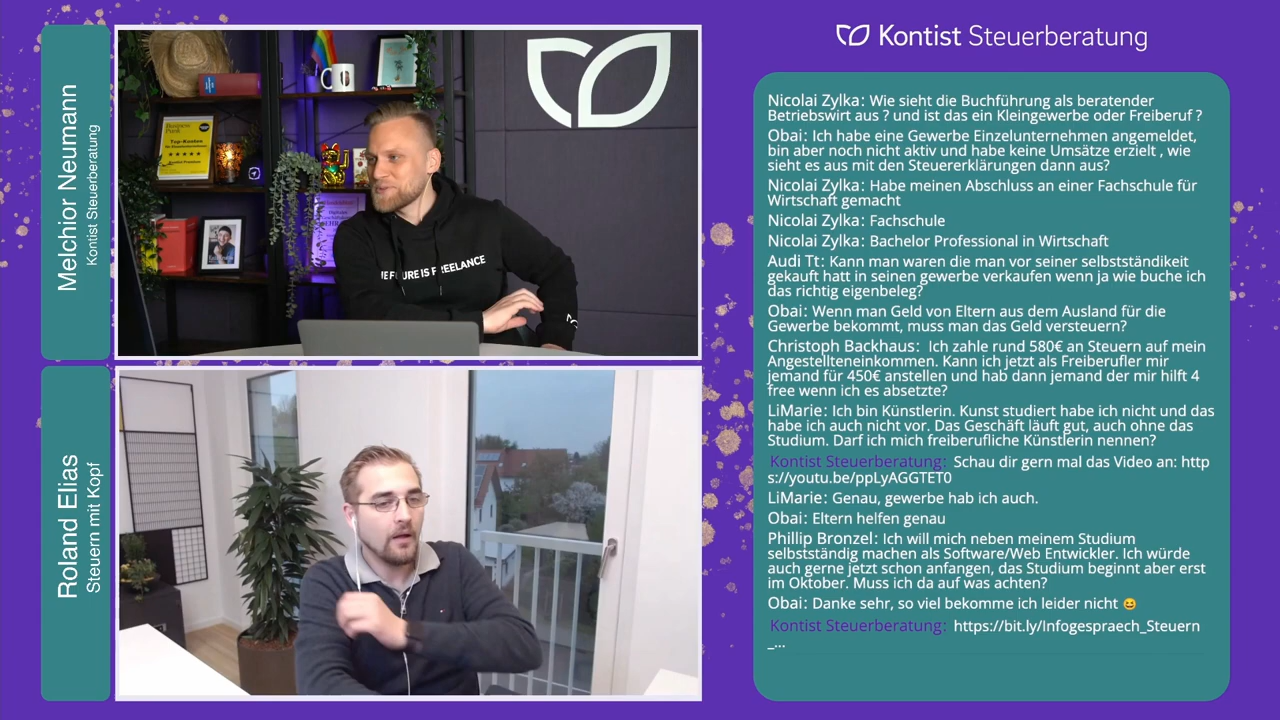 Melchior Neumann
Kontist Steuerberatung
Business Punk
Top-Konten
THE FUTURE IS FREELANCE
Roland Elias
Steuern mit Kopf
Kontist Steuerberatung
Nicolai Zylka: Wie sieht die Buchführung als beratender
Betriebswirt aus ? und ist das ein Kleingewerbe oder Freiberuf ?
Obai: Ich habe eine Gewerbe Einzelunternehmen angemeldet,
bin aber noch nicht aktiv und habe keine Umsätze erzielt , wie
sieht es aus mit den Steuererklärungen dann aus?
Nicolai Zylka: Habe meinen Abschluss an einer Fachschule für
Wirtschaft gemacht
Nicolai Zylka: Fachschule
Nicolai Zylka: Bachelor Professional in Wirtschaft
Audi Tt: Kann man waren die man vor seiner selbstständikeit
gekauft hatt in seinen gewerbe verkaufen wenn ja wie buche ich
das richtig eigenbeleg?
Obai: Wenn man Geld von Eltern aus dem Ausland für die
Gewerbe bekommt, muss man das Geld versteuern?
Christoph Backhaus: Ich zahle rund 580€ an Steuern auf mein
Angestellteneinkommen. Kann ich jetzt als Freiberufler mir
jemand für 450€ anstellen und hab dann jemand der mir hilft 4
free wenn ich es absetzte?
LiMarie: Ich bin Künstlerin. Kunst studiert habe ich nicht und das
habe ich auch nicht vor. Das Geschäft läuft gut, auch ohne das
Studium. Darf ich mich freiberufliche Künstlerin nennen?
Kontist Steuerberatung: Schau dir gern mal das Video an: http
s://youtu.be/ppLyAGGTET0
LiMarie: Genau, gewerbe hab ich auch.
Obai: Eltern helfen genau
Phillip Bronzel: Ich will mich neben meinem Studium
selbstständig machen als Software/Web Entwickler. Ich würde
auch gerne jetzt schon anfangen, das Studium beginnt aber erst
im Oktober. Muss ich da auf was achten?
Obai: Danke sehr, so viel bekomme ich leider nicht 😆
Kontist Steuerberatung: https://bit.ly/Infogespraech_Steuern
_...